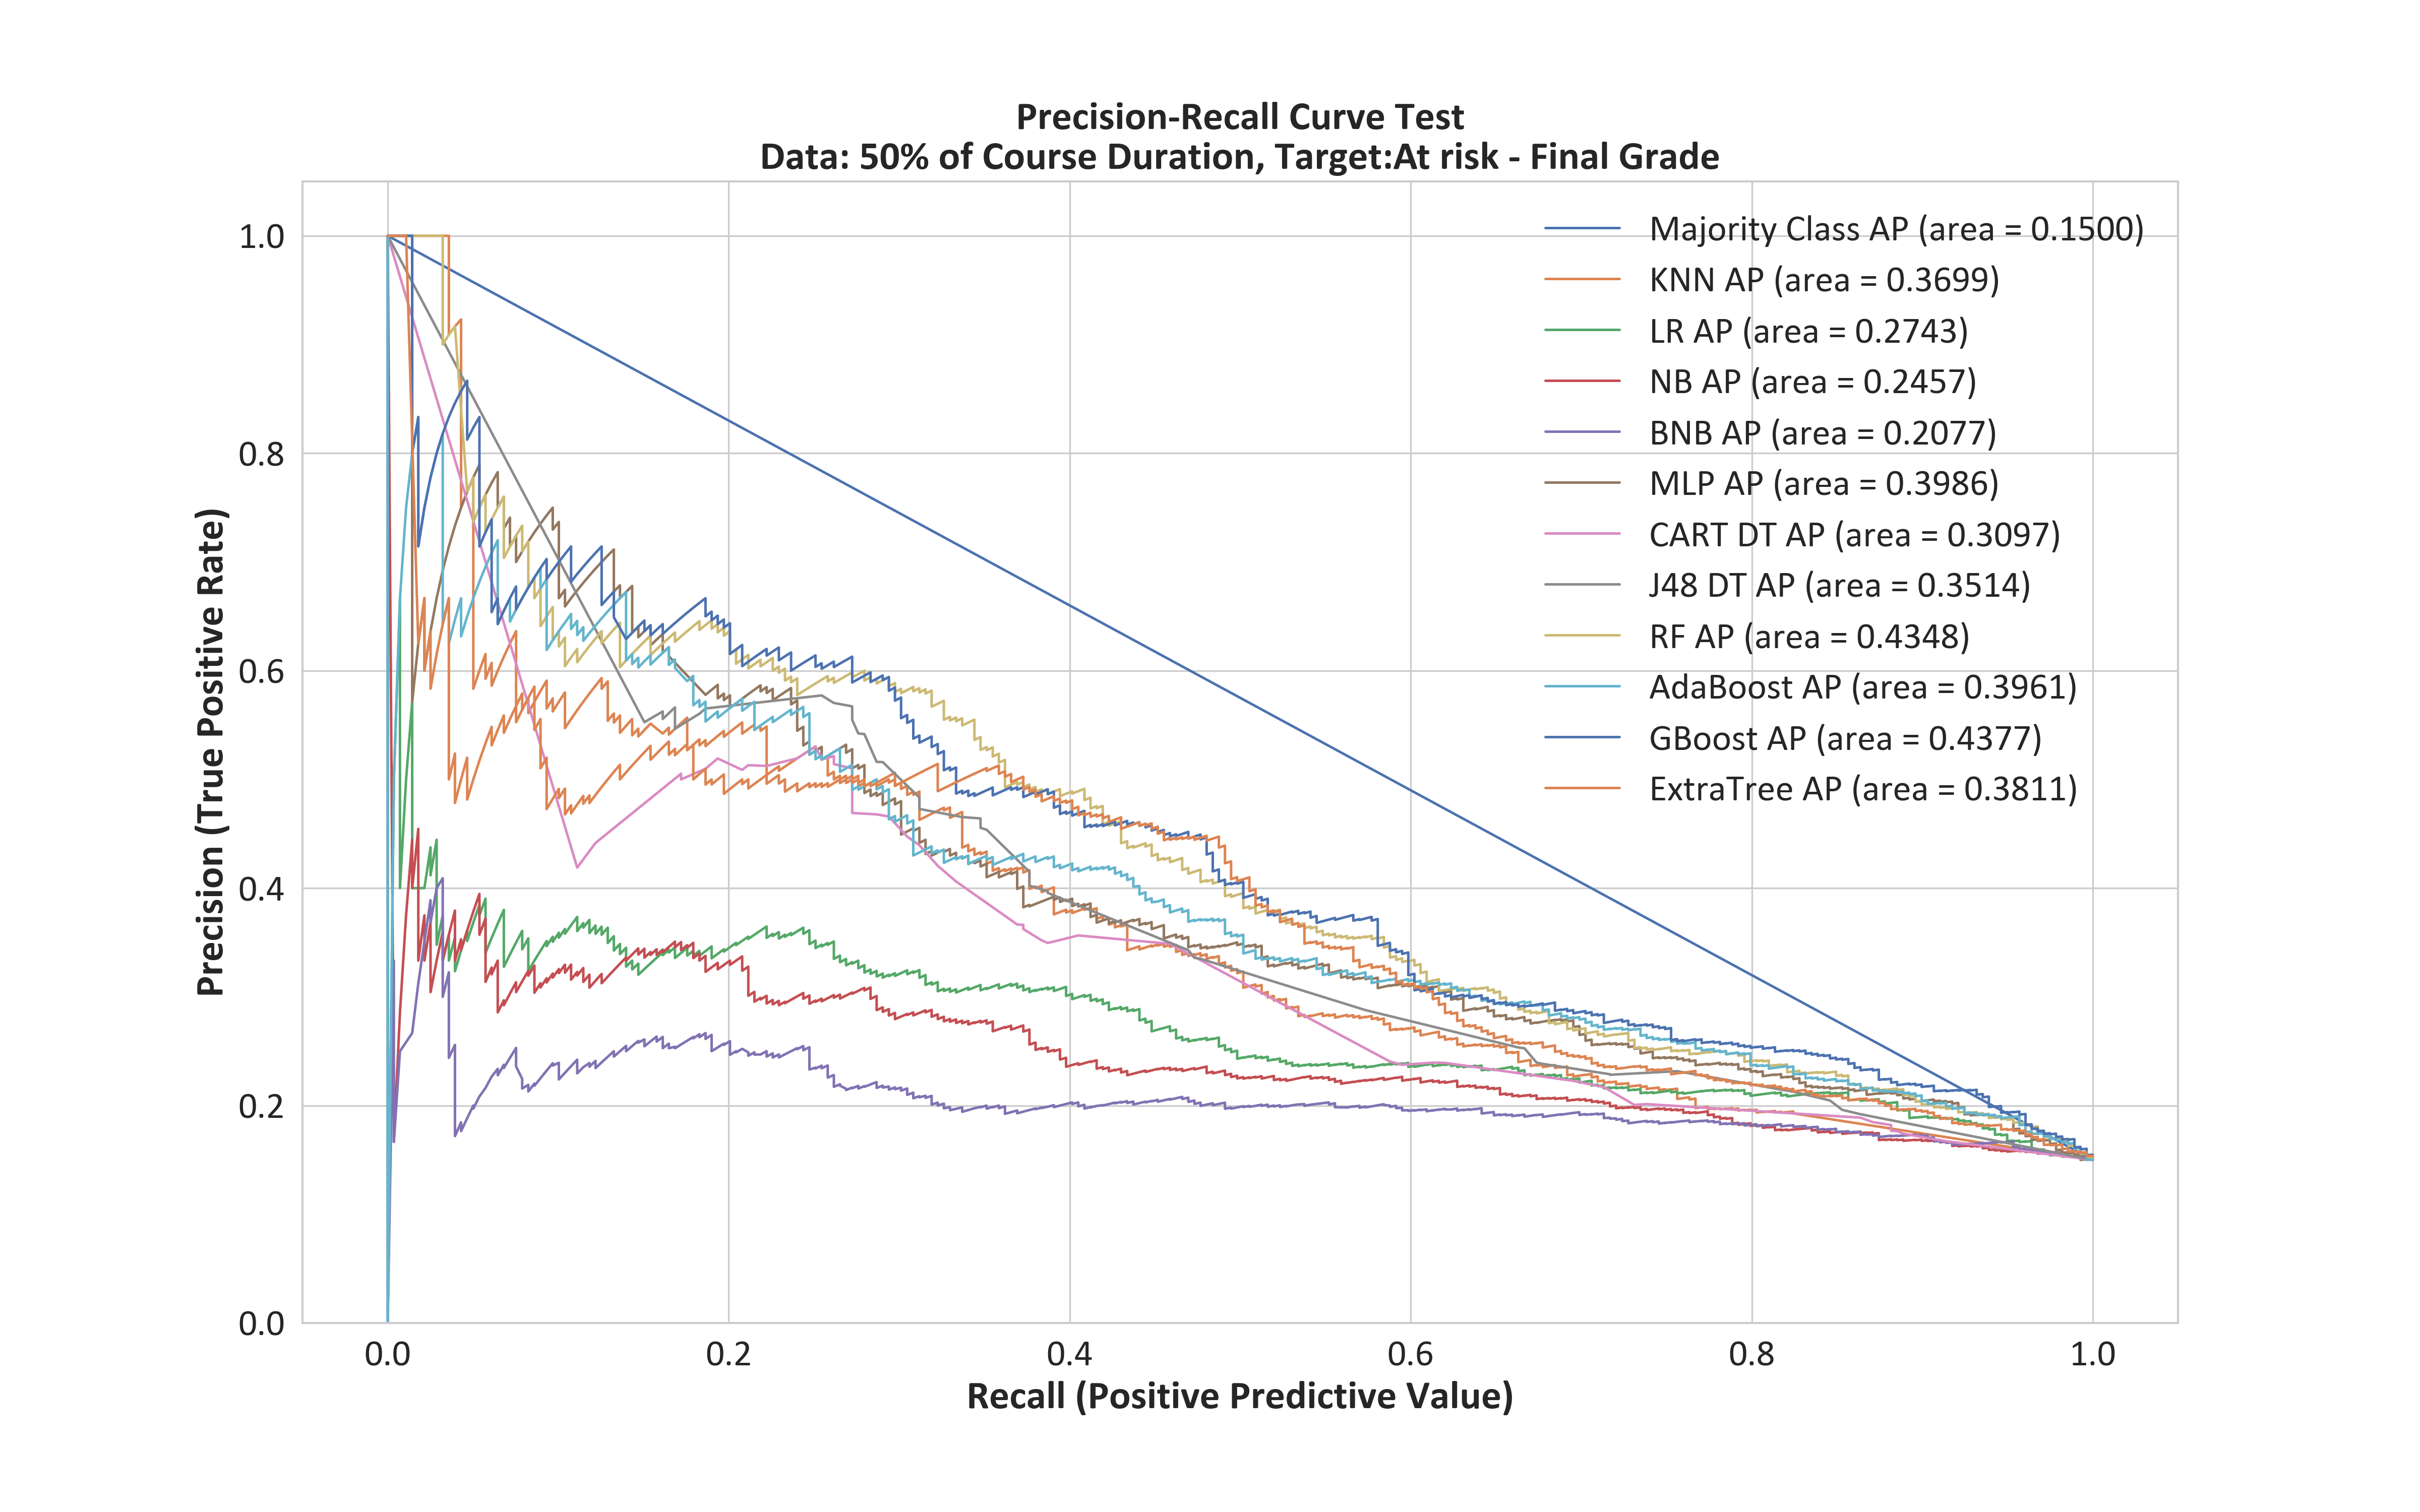 Precision-Recall Curve Test
Data: 50% of Course Duration, Target:At risk - Final Grade
Majority Class AP (area = 0.1500)
KNN AP (area = 0.3699)
LR AP (area = 0.2743)
NB AP (area = 0.2457)
BNB AP (area = 0.2077)
MLP AP (area = 0.3986)
CART DT AP (area = 0.3097)
J48 DT AP (area = 0.3514)
RF AP (area = 0.4348)
AdaBoost AP (area = 0.3961)
GBoost AP (area = 0.4377)
ExtraTree AP (area = 0.3811)
Precision (True Positive Rate)
1.0
0.8
0.6
0.4
0.2
0.0
0.0 0.2 0.4 0.6 0.8 1.0
Recall (Positive Predictive Value)